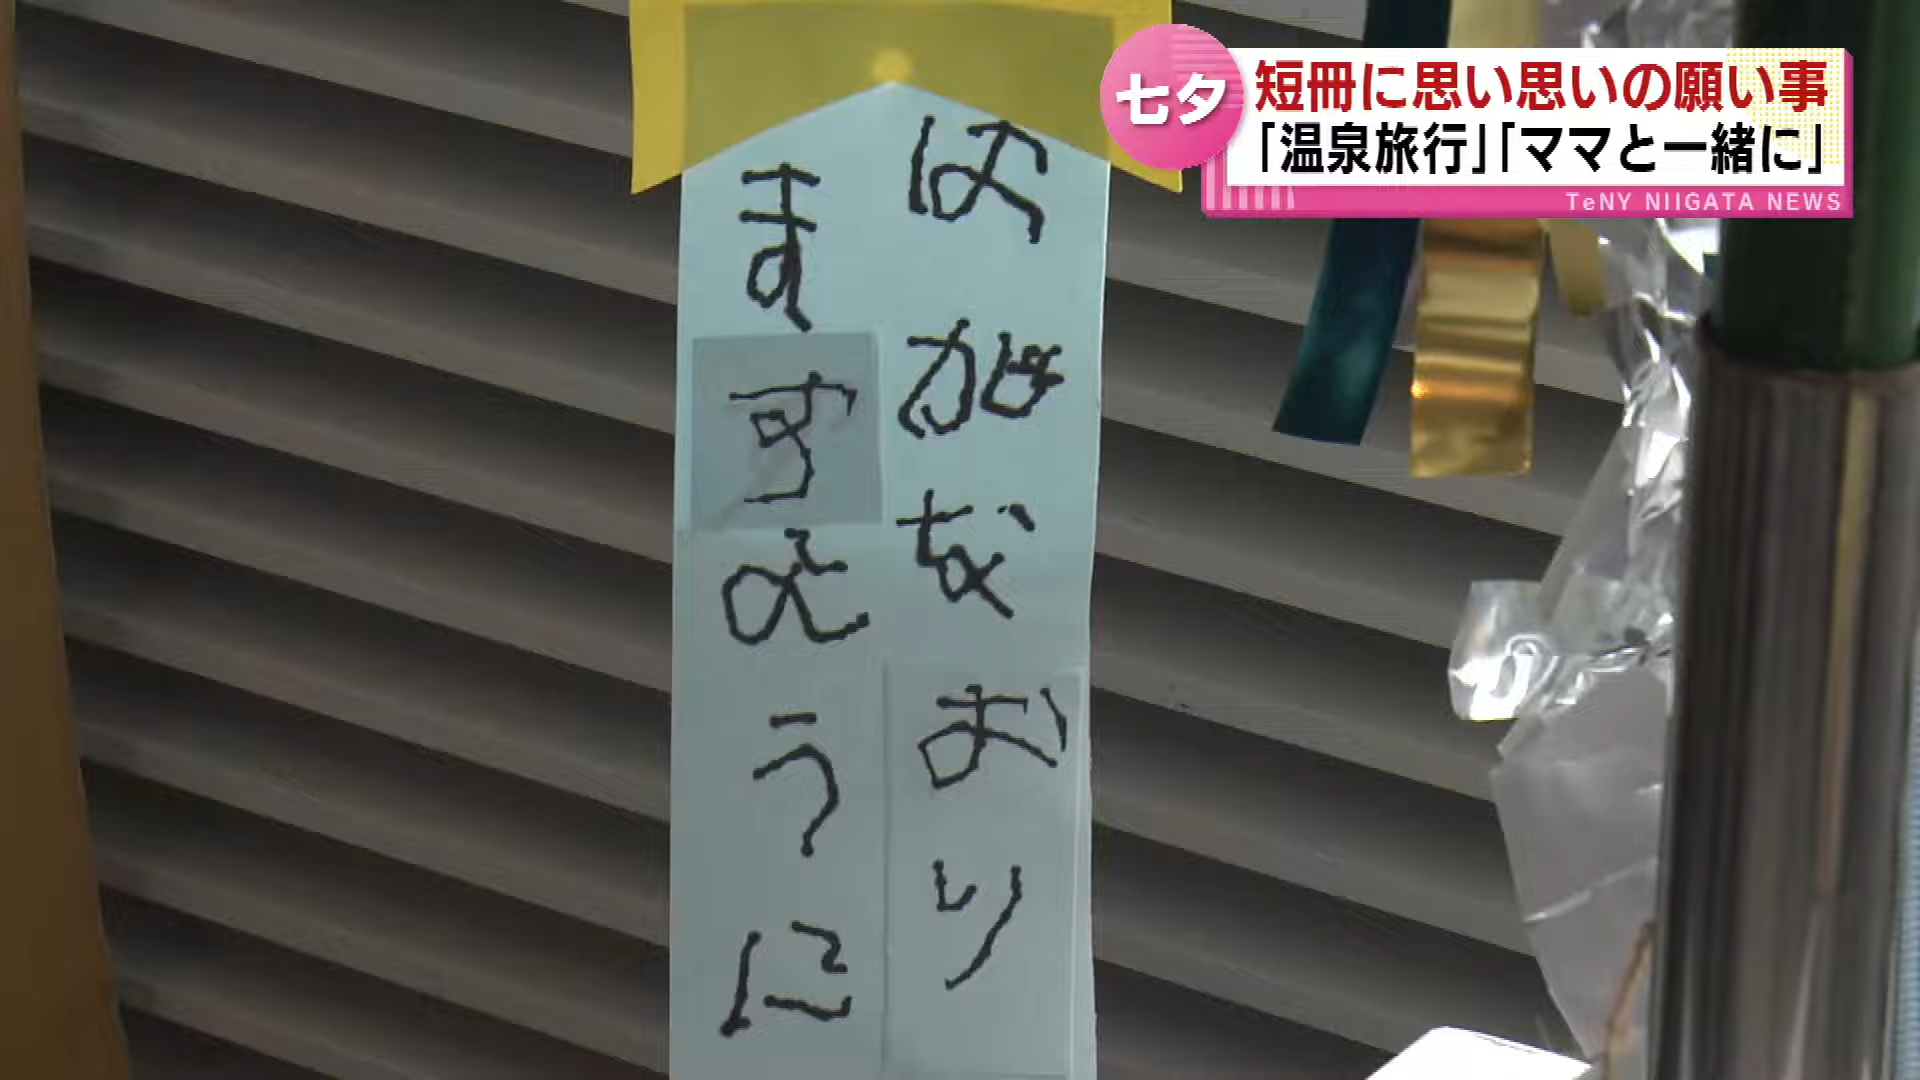 七夕
短冊に思い思いの願い事
「温泉旅行」「ママと一緒に」
TeNY NIIGATA NEWS
はがなおり
ますように